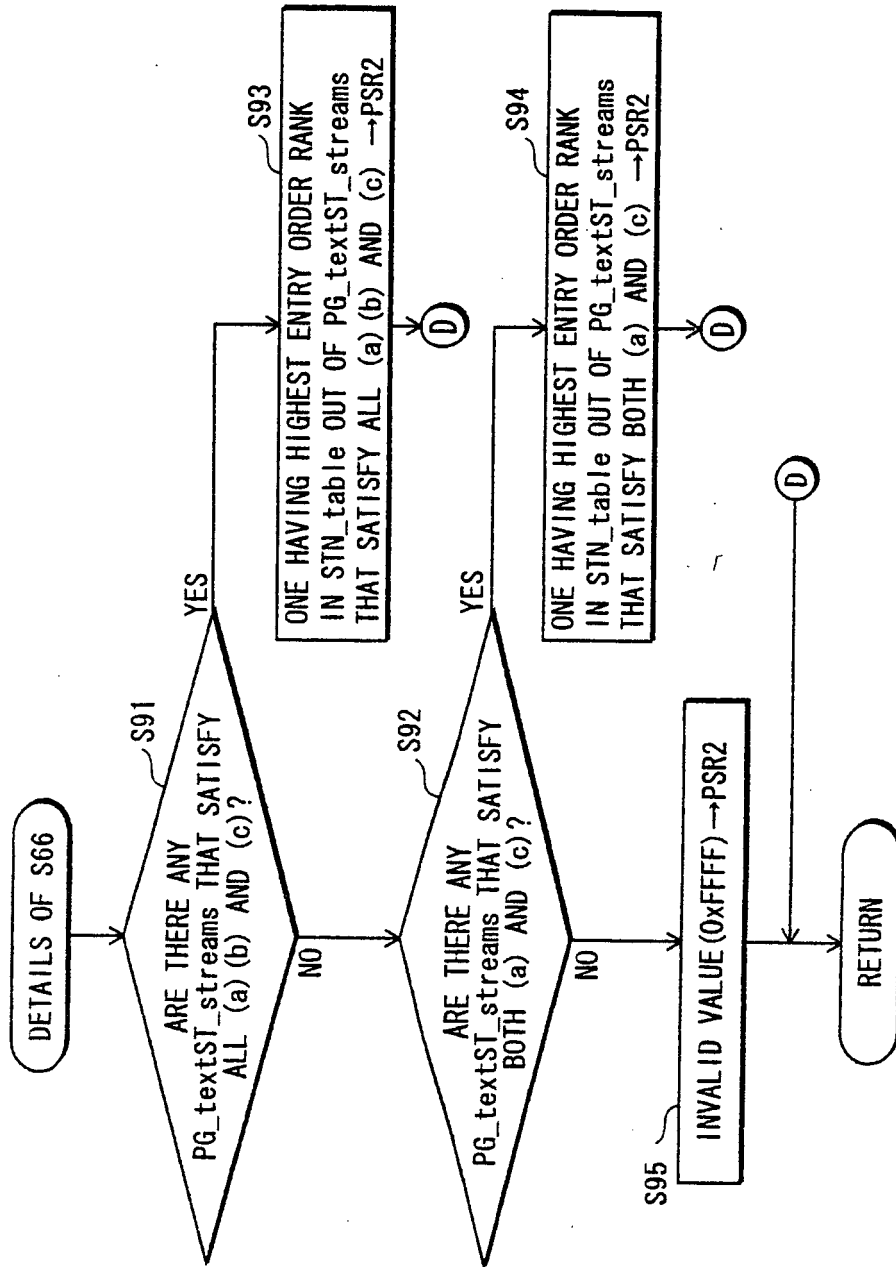 DETAILS OF S66
S91
ARE THERE ANY
PG_textST_streams THAT SATISFY
ALL (a)(b) AND (c)?
YES
NO
S93
ONE HAVING HIGHEST ENTRY ORDER RANK
IN STN_table OUT OF PG_textST_streams
THAT SATISFY ALL (a)(b) AND (c) →PSR2
D
S92
ARE THERE ANY
PG_textST_streams THAT SATISFY
BOTH (a) AND (c)?
YES
NO
S94
ONE HAVING HIGHEST ENTRY ORDER RANK
IN STN_table OUT OF PG_textST_streams
THAT SATISFY BOTH (a) AND (c) →PSR2
D
S95
INVALID VALUE(0xFFFF)→PSR2
D
RETURN